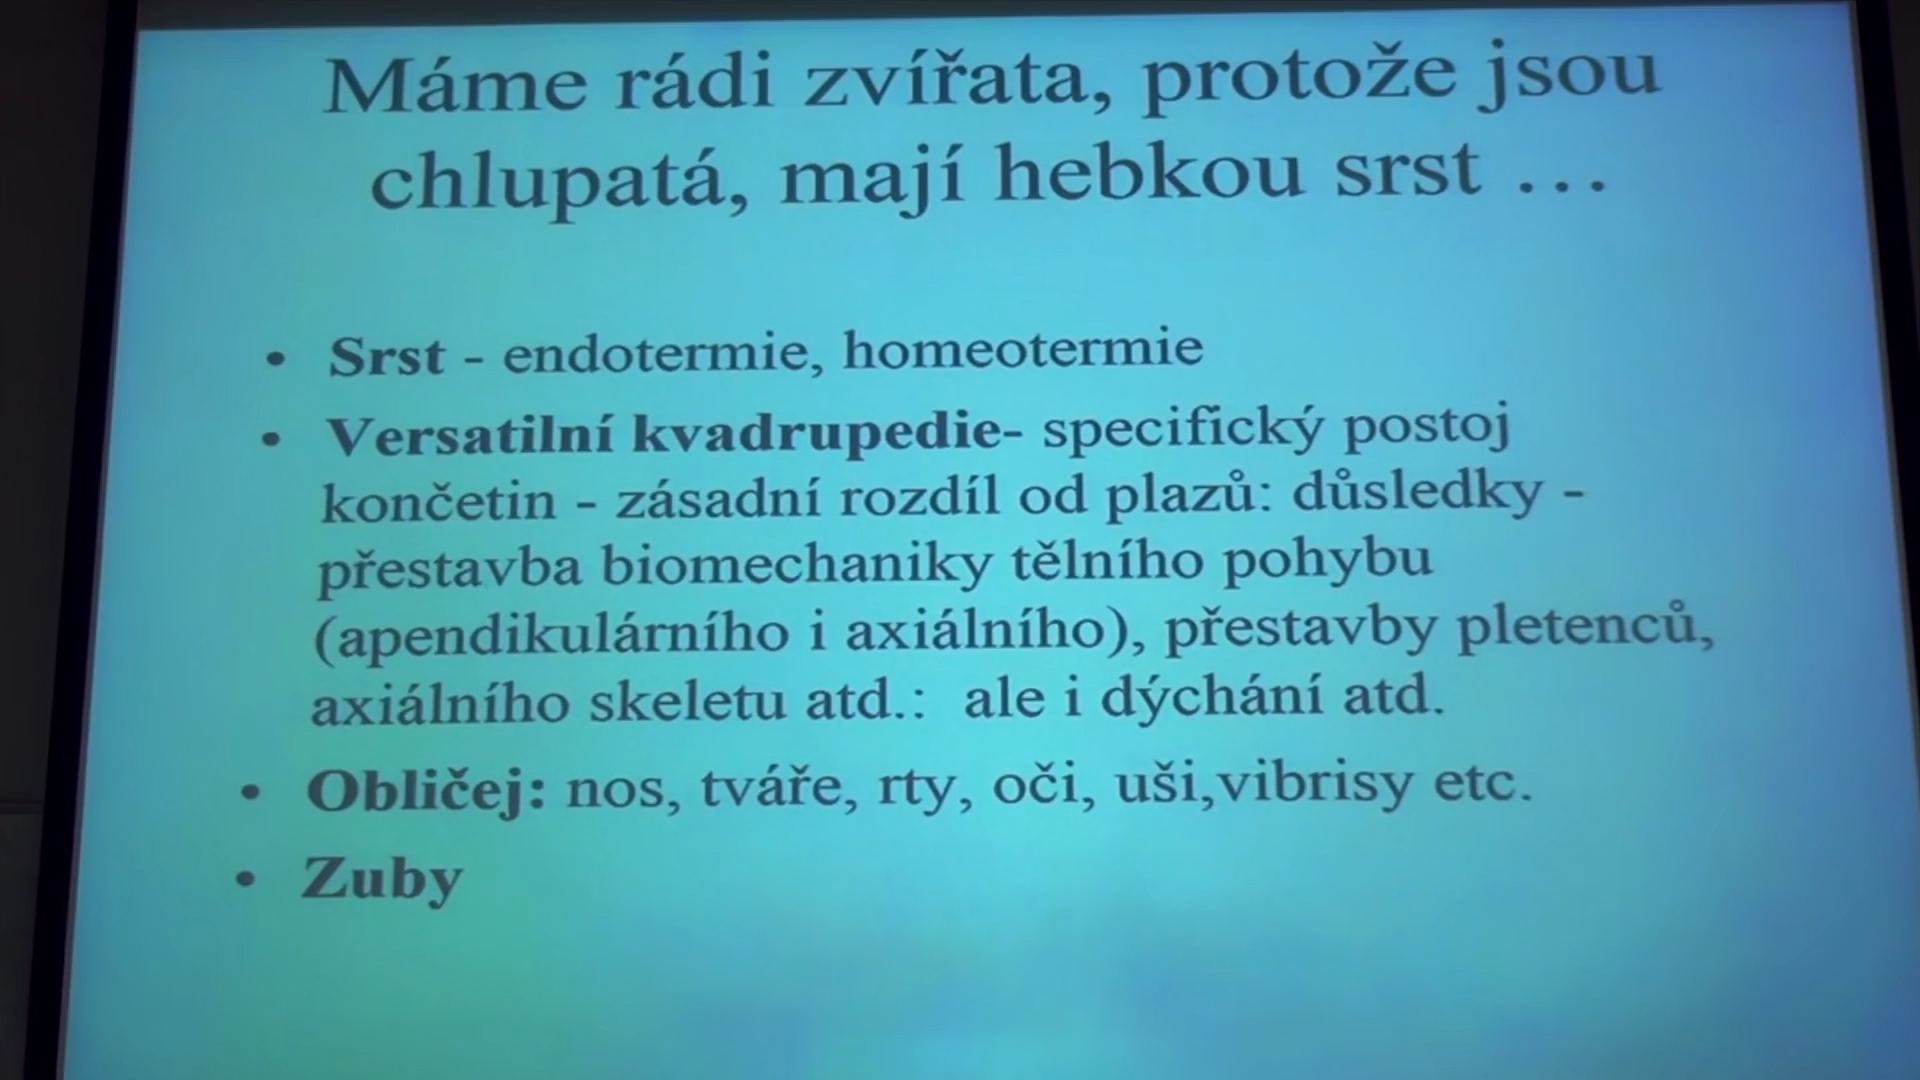 Máme rádi zvířata, protože jsou
chlupatá, mají hebkou srst ...
• Srst - endotermie, homeotermie
• Versatilní kvadrupedie- specifický postoj
končetin - zásadní rozdíl od plazů: důsledky -
přestavba biomechaniky tělního pohybu
(apendikulárního i axiálního), přestavby pletenců,
axiálního skeletu atd.: ale i dýchání atd.
• Obličej: nos, tváře, rty, oči, uši,vibrisy etc.
• Zuby